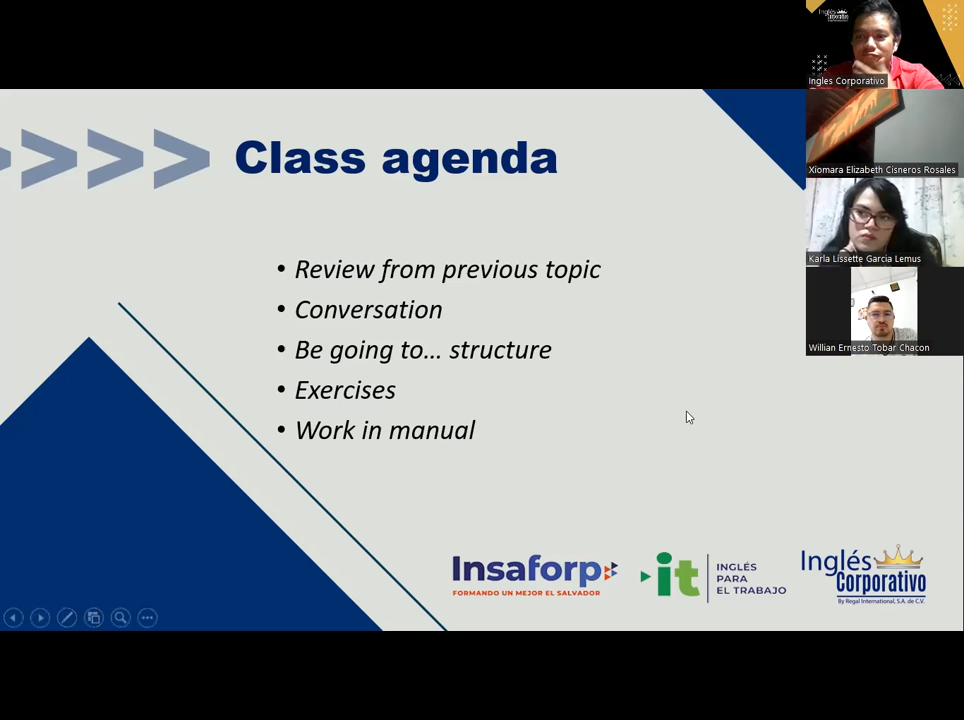 Class agenda
• Review from previous topic
• Conversation
• Be going to... structure
• Exercises
• Work in manual
Insaforp
FORMANDO UN MEJOR EL SALVADOR
it
INGLÉS
PARA
EL TRABAJO
Inglés
Corporativo
By Regal International, S.A. de C.V.
Inglés
Ingles Corporativo
Xiomara Elizabeth Cisneros Rosales
Karla Lissette Garcia Lemus
Willian Ernesto Tobar Chacon